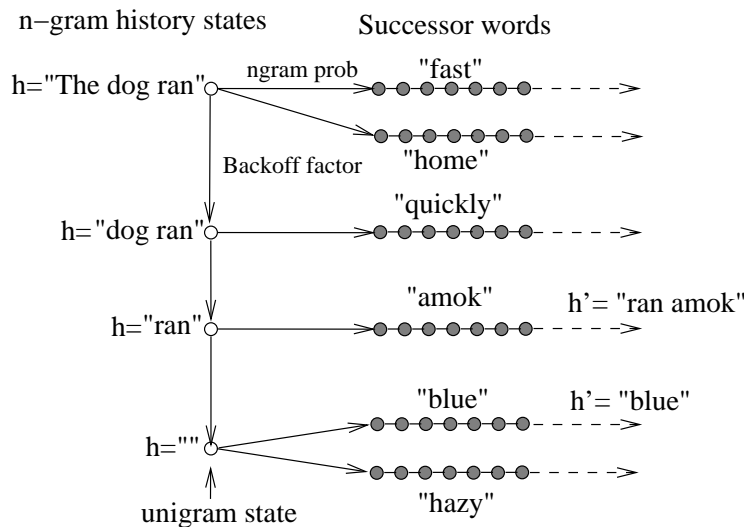 n-gram history states
Successor words
h="The dog ran"
ngram prob
"fast"
"home"
Backoff factor
"quickly"
h="dog ran"
"amok"
h’= "ran amok"
h="ran"
"blue"
h’= "blue"
h=""
"hazy"
unigram state